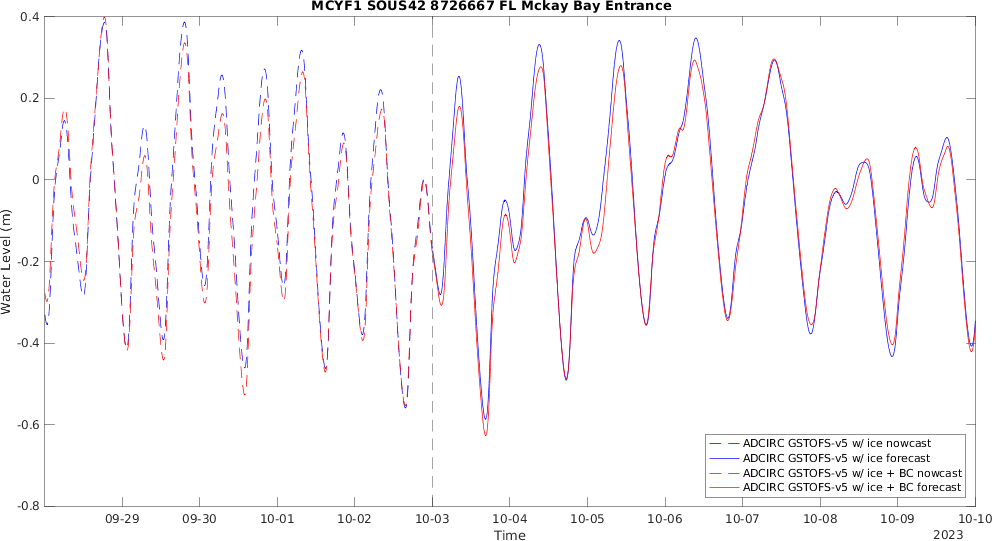 MCYF1 SOUS42 8726667 FL Mckay Bay Entrance
0.4
0.2
0
-0.2
-0.4
-0.6
-0.8
Water Level (m)
ADCIRC GSTOFS-v5 w/ ice nowcast
ADCIRC GSTOFS-v5 w/ ice forecast
ADCIRC GSTOFS-v5 w/ ice + BC nowcast
ADCIRC GSTOFS-v5 w/ ice + BC forecast
09-29 09-30 10-01 10-02 10-03 10-04 10-05 10-06 10-07 10-08 10-09 10-10
Time
2023